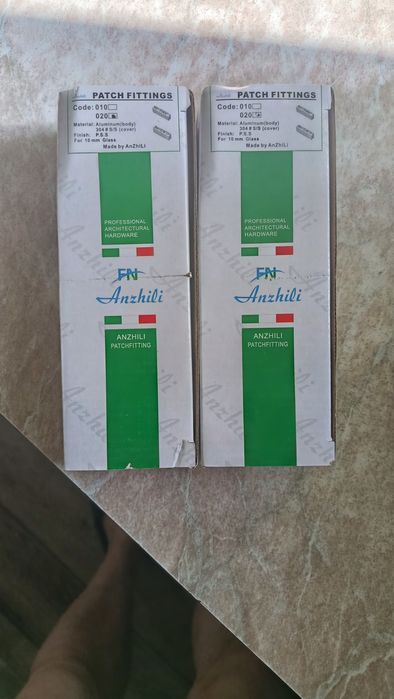 PATCH FITTINGS
Code: 010
020
Material: Aluminum(body)
304 # S/S (cover)
Finish: P.S.S
For 10 mm Glass
Made by AnZhiLi
PROFESSIONAL
ARCHITECTURAL
HARDWARE
FN
Anzhili
ANZHILI
PATCHFITTING
Anzhili
PATCH FITTINGS
Code: 010
020
Material: Aluminum(body)
304 # S/S (cover)
Finish: P.S.S
For 10 mm Glass
Made by AnZhiLi
PROFESSIONAL
ARCHITECTURAL
HARDWARE
FN
Anzhili
ANZHILI
PATCHFITTING
Anzhili